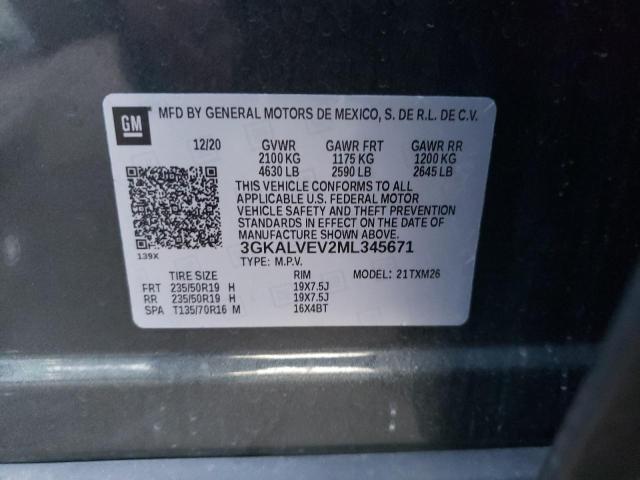 GM
MFD BY GENERAL MOTORS DE MEXICO, S. DE R.L. DE C.V.
12/20 GVWR GAWR FRT GAWR RR
2100 KG 1175 KG 1200 KG
4630 LB 2590 LB 2645 LB
THIS VEHICLE CONFORMS TO ALL
APPLICABLE U.S. FEDERAL MOTOR
VEHICLE SAFETY AND THEFT PREVENTION
STANDARDS IN EFFECT ON THE DATE OF
MANUFACTURE SHOWN ABOVE.
3GKALVEV2ML345671
139X
TYPE: M.P.V.
TIRE SIZE RIM MODEL: 21TXM26
FRT 235/50R19 H 19X7.5J
RR 235/50R19 H 19X7.5J
SPA T135/70R16 M 16X4BT